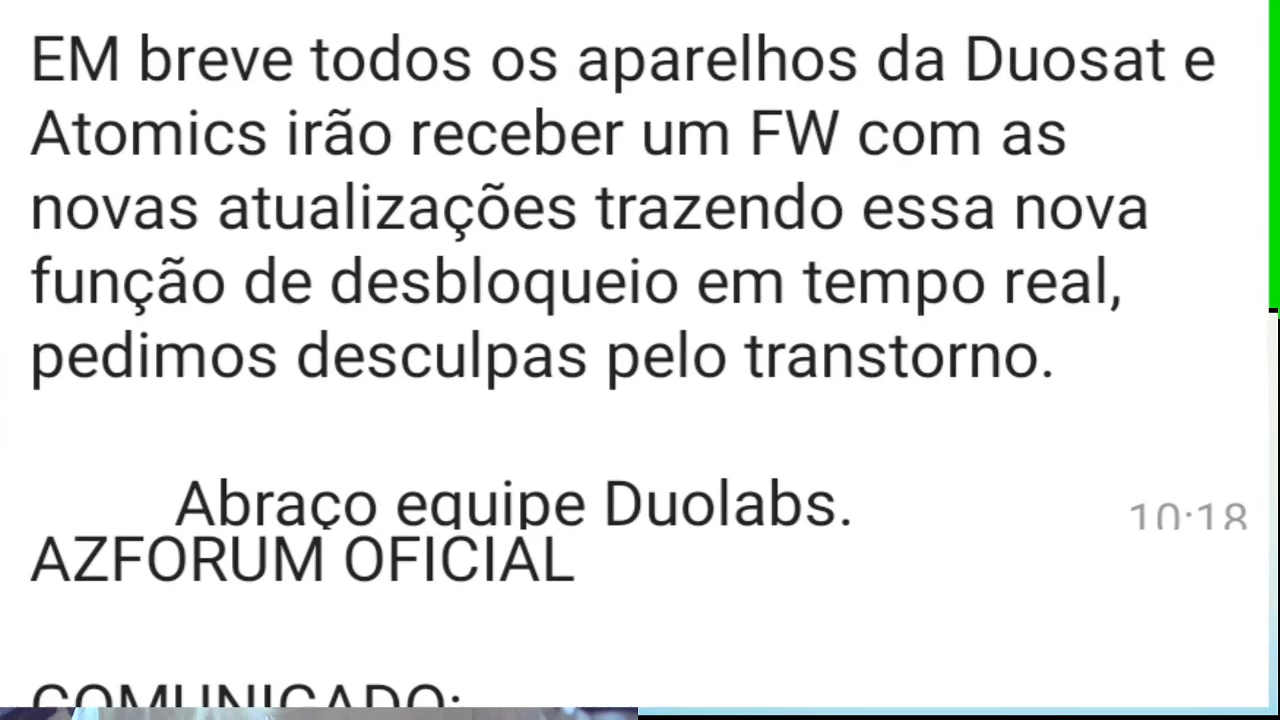 EM breve todos os aparelhos da Duosat e
Atomics irão receber um FW com as
novas atualizações trazendo essa nova
função de desbloqueio em tempo real,
pedimos desculpas pelo transtorno.
Abraço equipe Duolabs.
10:18
AZFORUM OFICIAL
COMUNICADO: